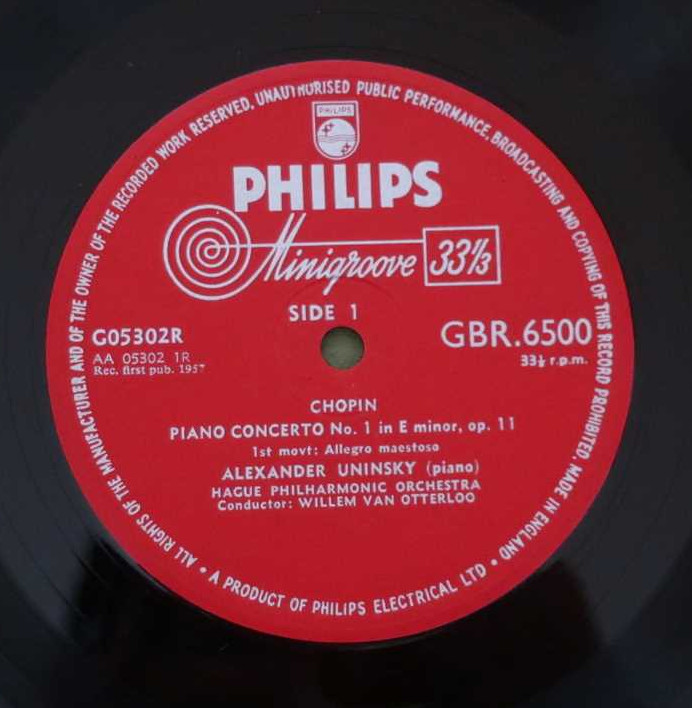 ALL RIGHTS OF THE MANUFACTURER AND OF THE OWNER OF THE RECORDED WORK RESERVED. UNAUTHORISED PUBLIC PERFORMANCE, BROADCASTING AND COPYING OF THIS RECORD PROHIBITED. MADE IN ENGLAND
PHILIPS
PHILIPS
Minigroove 33⅓
SIDE 1
G05302R
GBR.6500
AA 05302 1R
33⅓ r.p.m.
Rec. first pub. 1957
CHOPIN
PIANO CONCERTO No. 1 in E minor, op. 11
1st movt: Allegro maestoso
ALEXANDER UNINSKY (piano)
HAGUE PHILHARMONIC ORCHESTRA
Conductor: WILLEM VAN OTTERLOO
• A PRODUCT OF PHILIPS ELECTRICAL LTD •